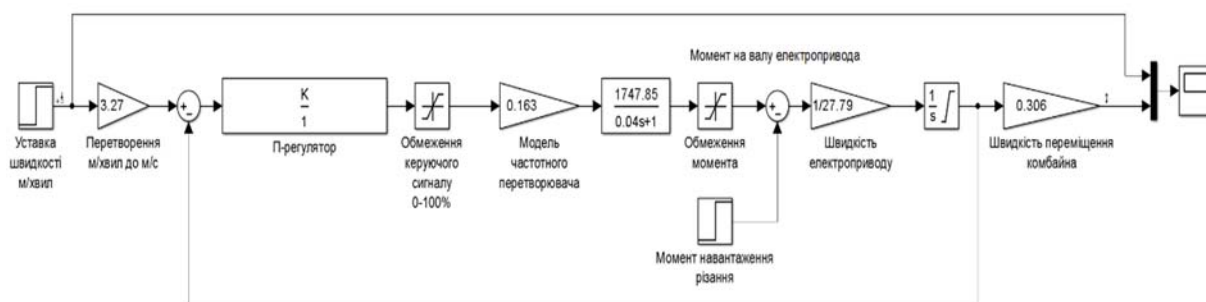 Момент на валу електропривода
3.27
K
1
0.163
1747.85
0.04s+1
1/27.79
1
s
0.306
Уставка
швидкості
м/хвил
Перетворення
м/хвил до м/с
П-регулятор
Обмеження
керуючого
сигналу
0-100%
Модель
частотного
перетворювача
Обмеження
момента
Швидкість
електроприводу
Швидкість переміщення
комбайна
Момент навантаження
різання